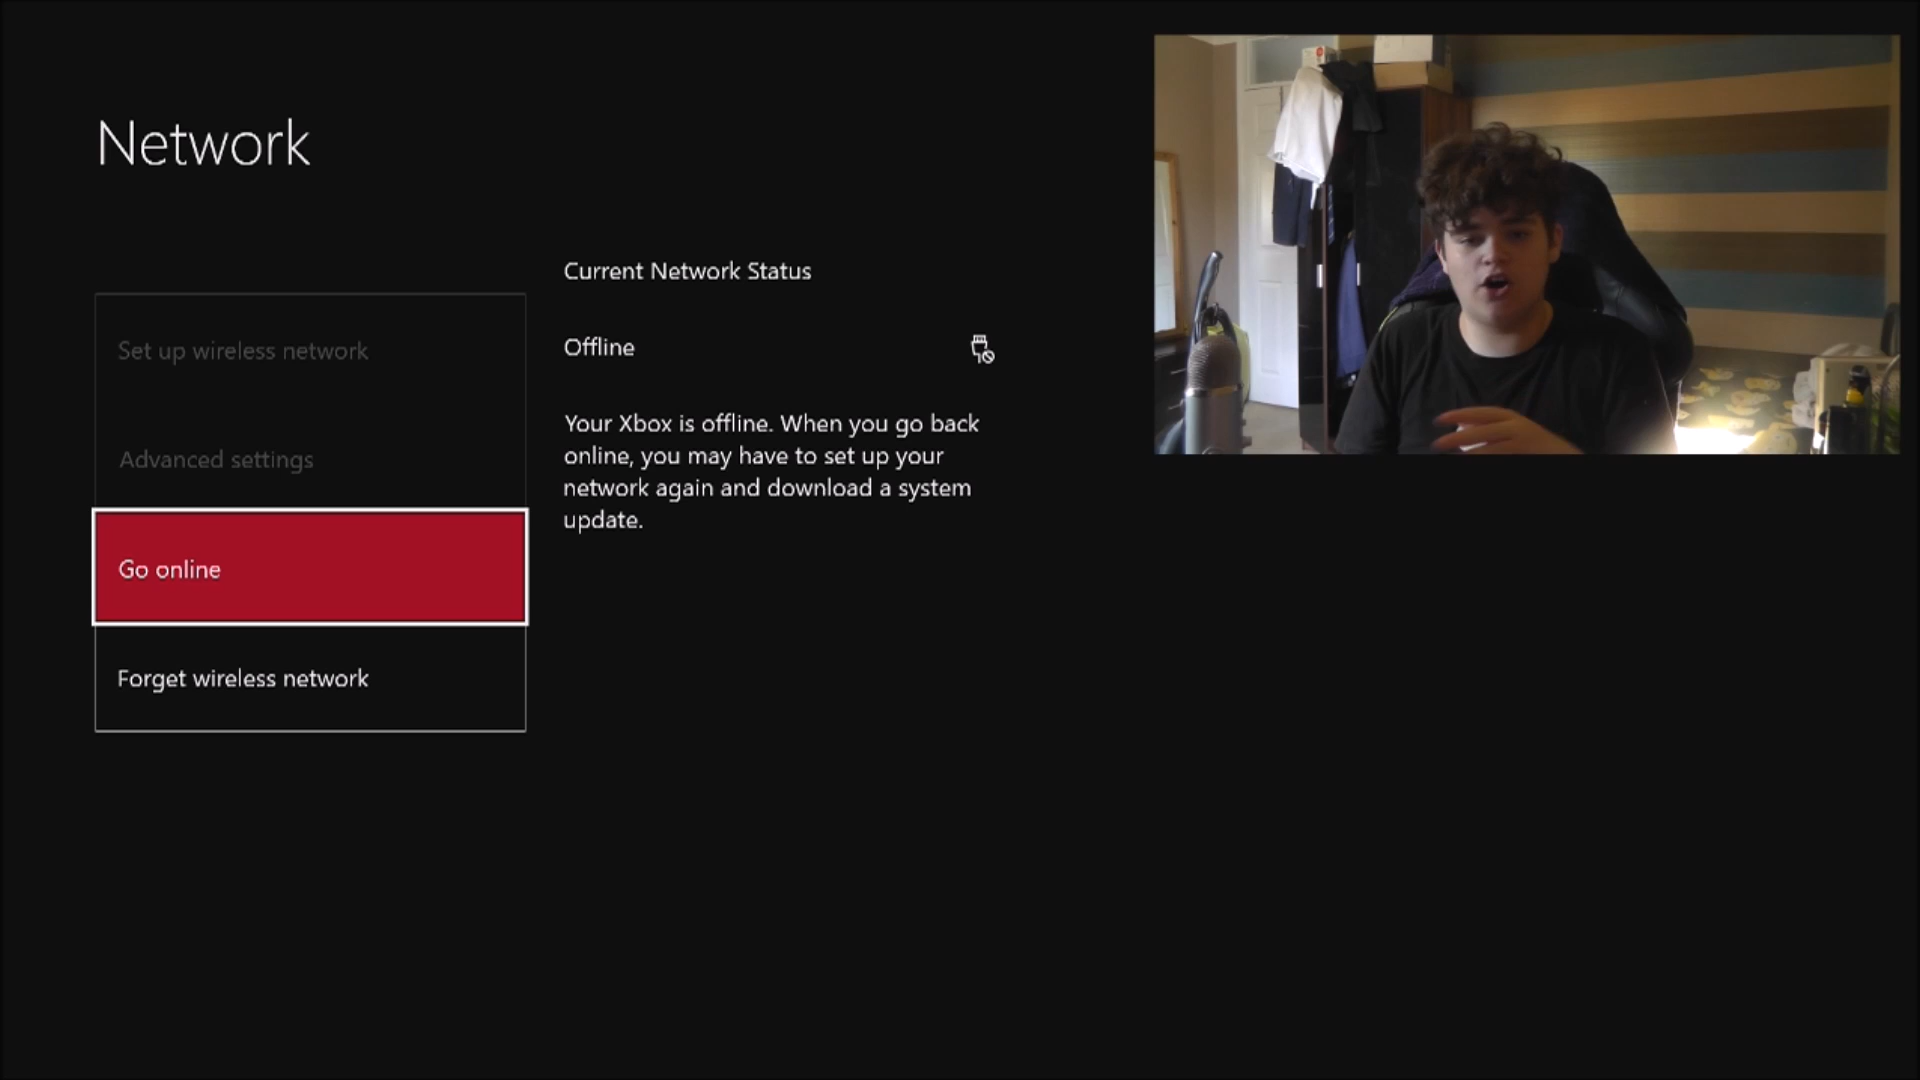 Network
Set up wireless network
Advanced settings
Go online
Forget wireless network
Current Network Status
Offline
Your Xbox is offline. When you go back
online, you may have to set up your
network again and download a system
update.